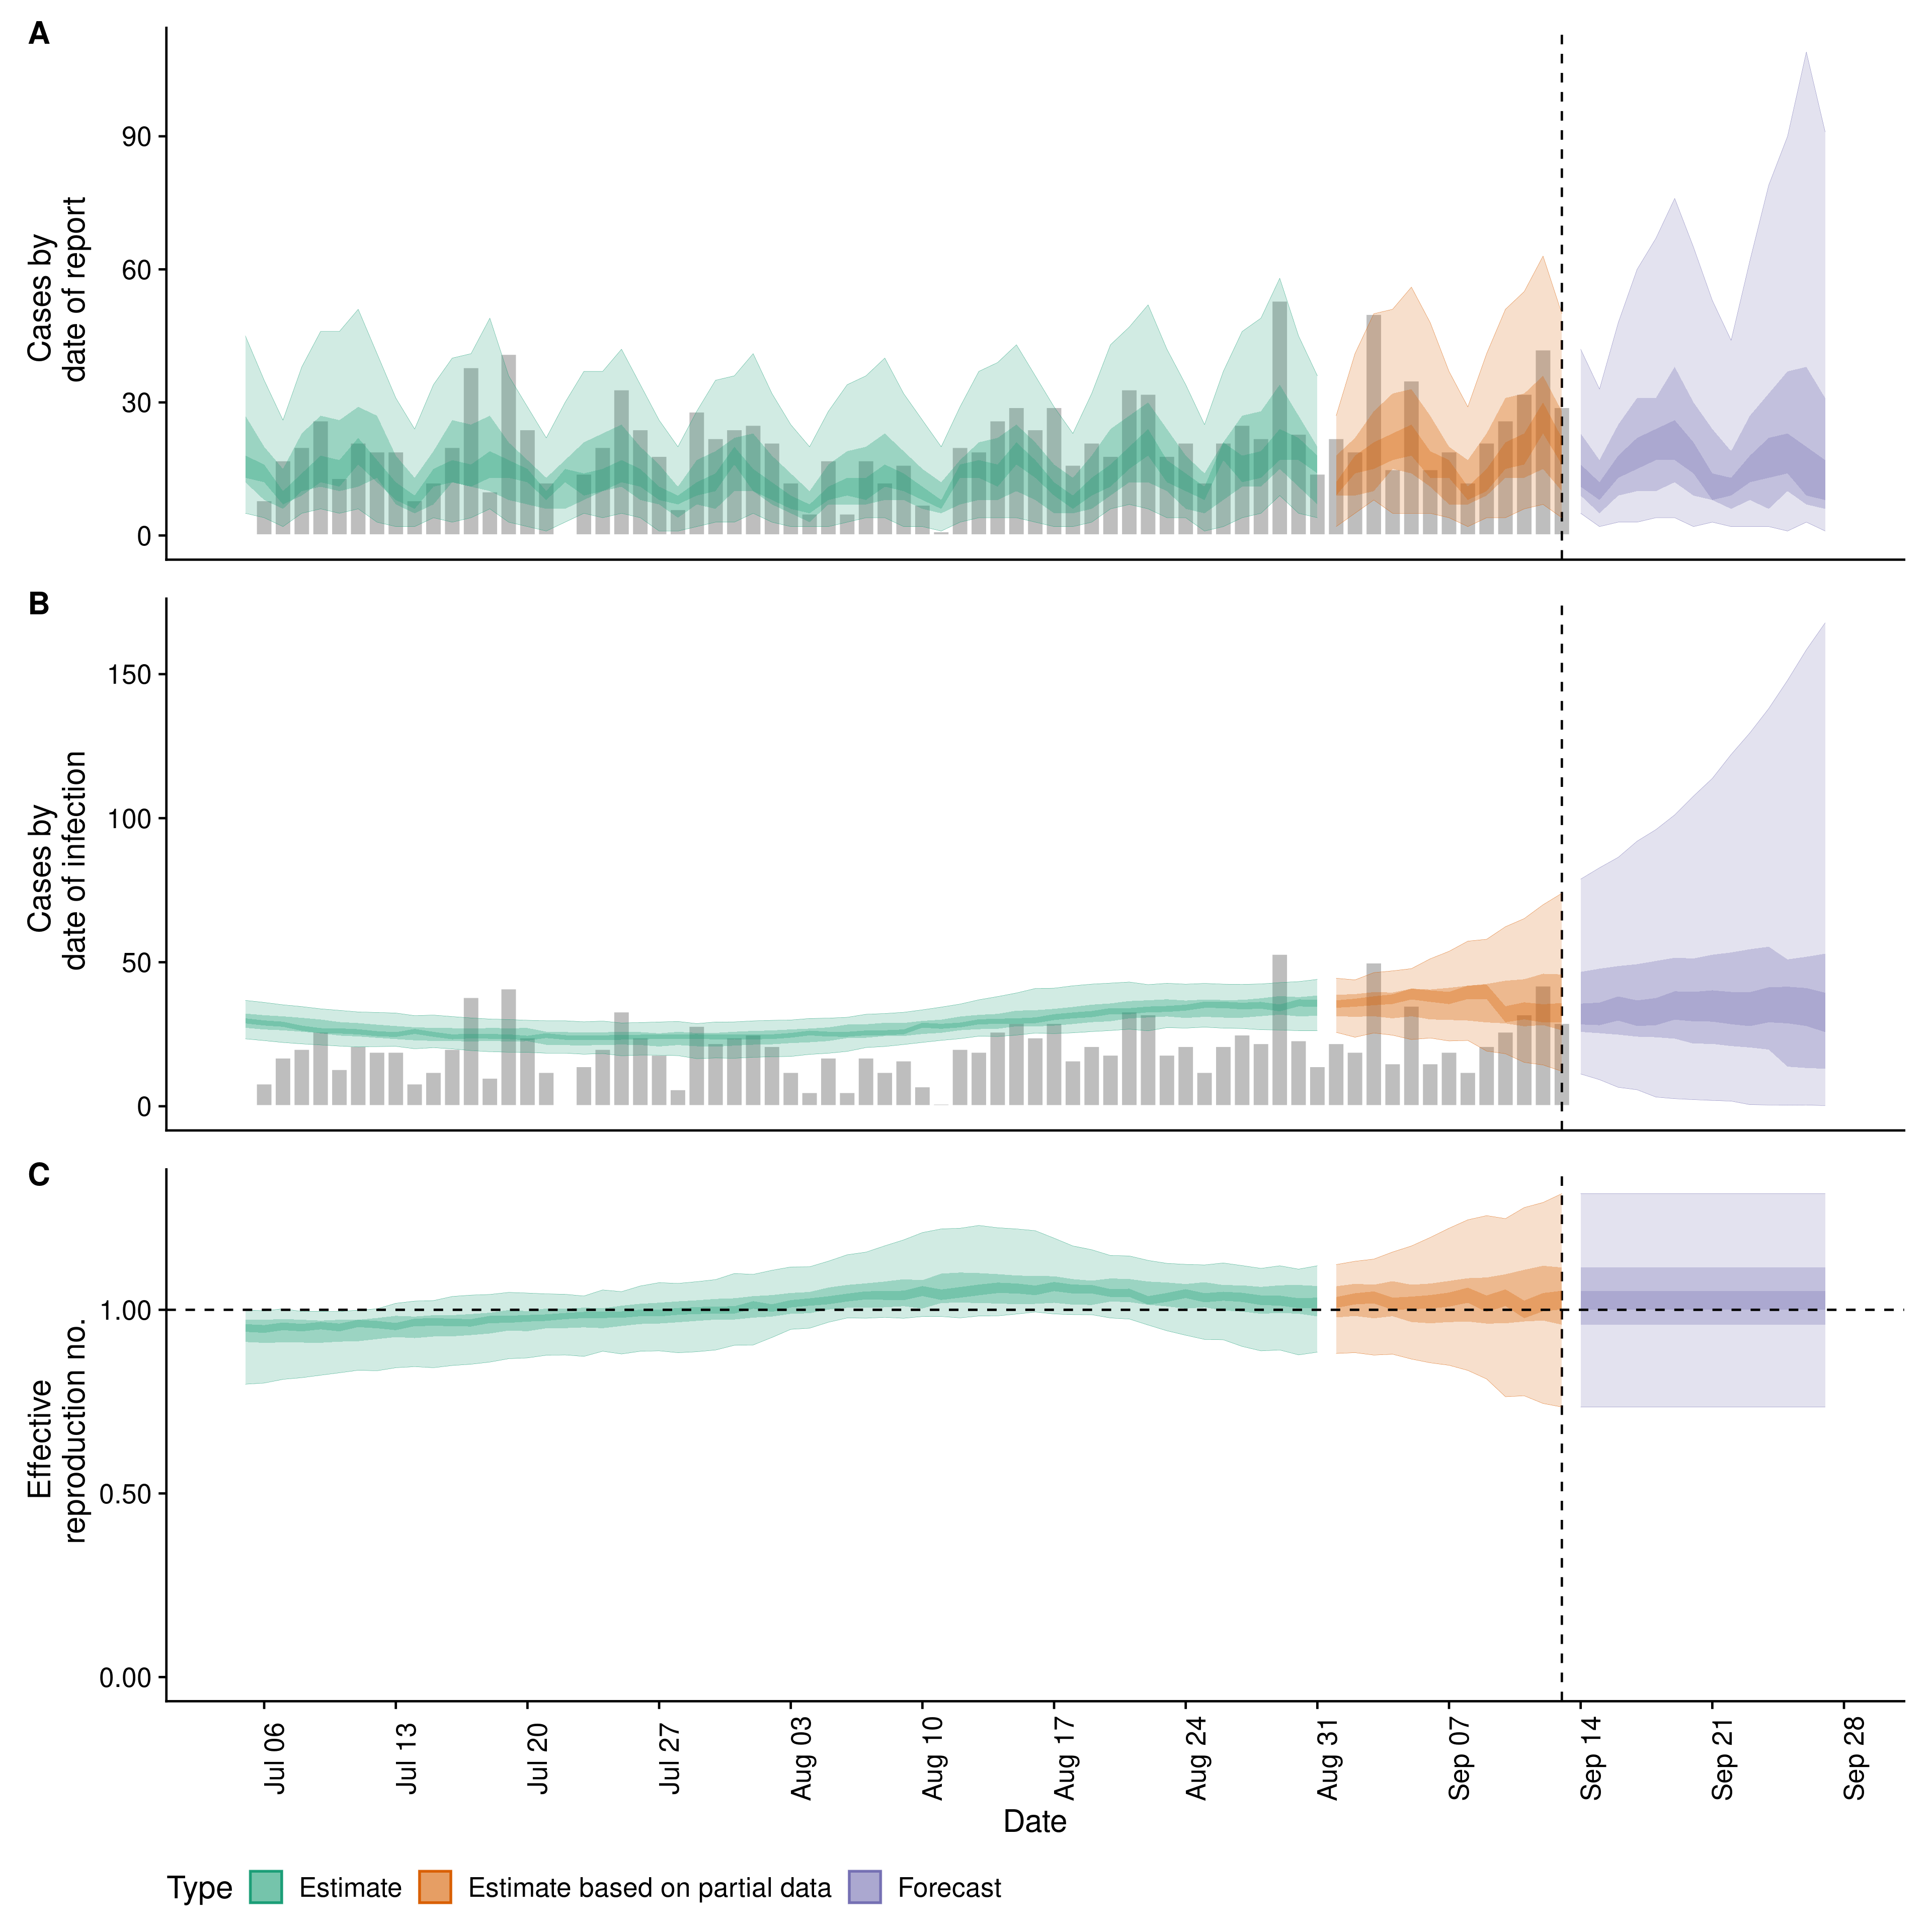 A
Cases by
date of report
90
60
30
0
B
Cases by
date of infection
150
100
50
0
C
Effective
reproduction no.
1.00
0.50
0.00
Jul 06
Jul 13
Jul 20
Jul 27
Aug 03
Aug 10
Aug 17
Aug 24
Aug 31
Sep 07
Sep 14
Sep 21
Sep 28
Date
Type Estimate Estimate based on partial data Forecast